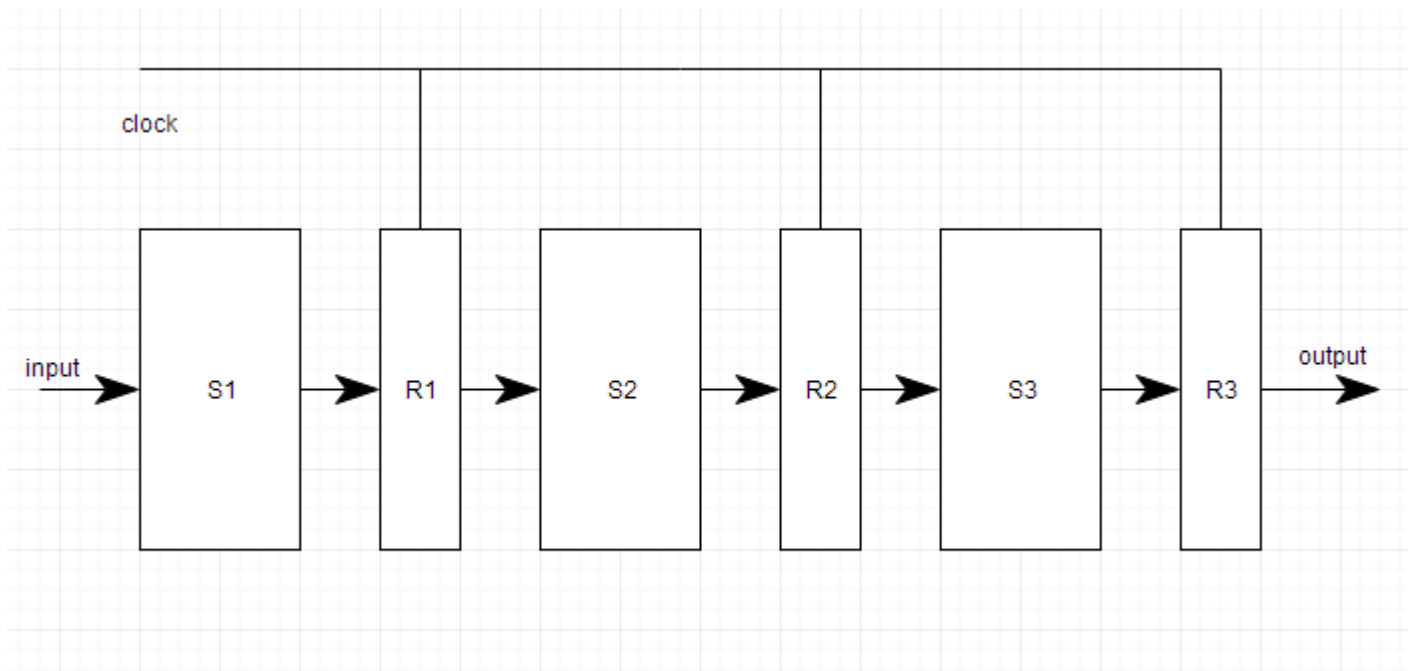 clock
input
S1
R1
S2
R2
S3
R3
output